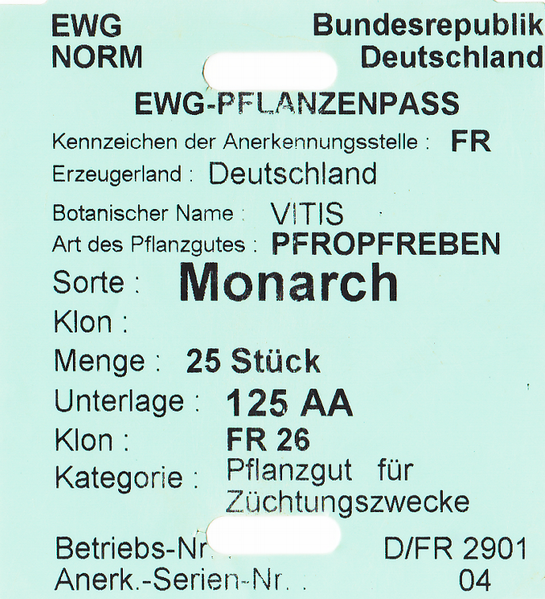 EWG Bundesrepublik
NORM Deutschland
EWG-PFLANZENPASS
Kennzeichen der Anerkennungsstelle : FR
Erzeugerland : Deutschland
Botanischer Name : VITIS
Art des Pflanzgutes : PFROPFREBEN
Sorte : Monarch
Klon :
Menge : 25 Stück
Unterlage : 125 AA
Klon : FR 26
Kategorie : Pflanzgut für
Züchtungszwecke
Betriebs-Nr. : D/FR 2901
Anerk.-Serien-Nr. : 04